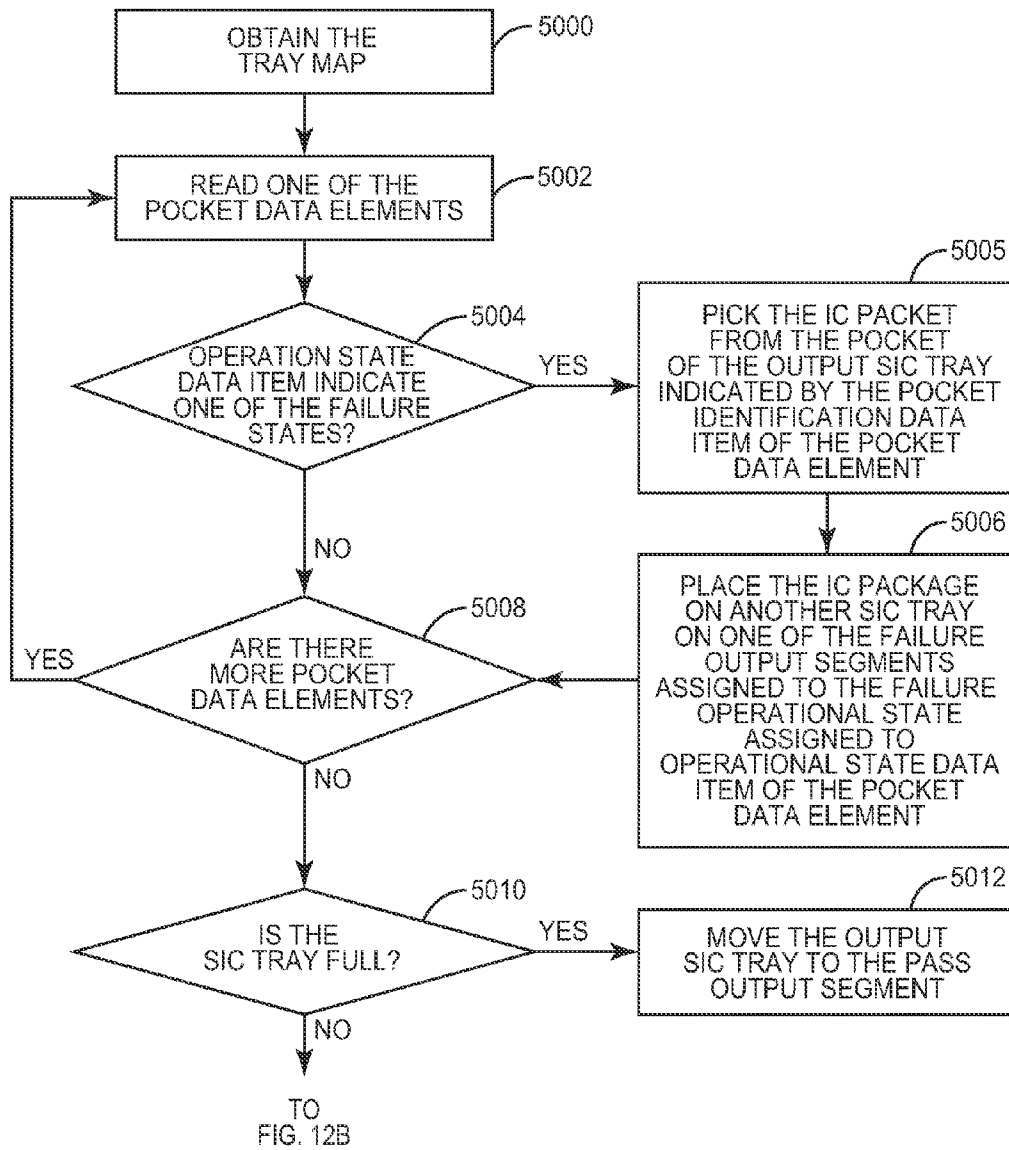 OBTAIN THE
TRAY MAP
5000
READ ONE OF THE
POCKET DATA ELEMENTS
5002
OPERATION STATE
DATA ITEM INDICATE
ONE OF THE FAILURE
STATES?
5004
YES
PICK THE IC PACKET
FROM THE POCKET
OF THE OUTPUT SIC TRAY
INDICATED BY THE POCKET
IDENTIFICATION DATA
ITEM OF THE POCKET
DATA ELEMENT
5005
NO
PLACE THE IC PACKAGE
ON ANOTHER SIC TRAY
ON ONE OF THE FAILURE
OUTPUT SEGMENTS
ASSIGNED TO THE FAILURE
OPERATIONAL STATE
ASSIGNED TO
OPERATIONAL STATE DATA
ITEM OF THE POCKET
DATA ELEMENT
5006
YES
ARE THERE
MORE POCKET
DATA ELEMENTS?
5008
NO
IS THE
SIC TRAY FULL?
5010
YES
MOVE THE OUTPUT
SIC TRAY TO THE PASS
OUTPUT SEGMENT
5012
NO
TO
FIG. 12B